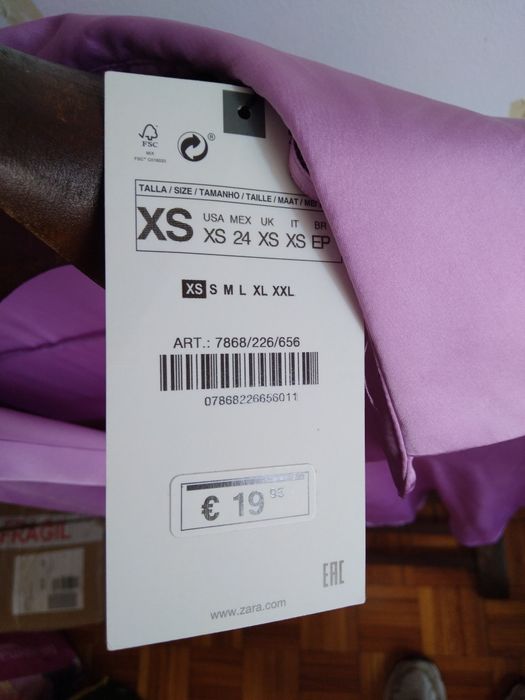 FSC
MIX
®
TALLA / SIZE / TAMANHO / TAILLE / MAAT /
XS
USA MEX UK IT BR
XS 24 XS XS EP
XS S M L XL XXL
ART.: 7868/226/656
07868226656011
€ 19
EAC
www.zara.com
FRAGIL